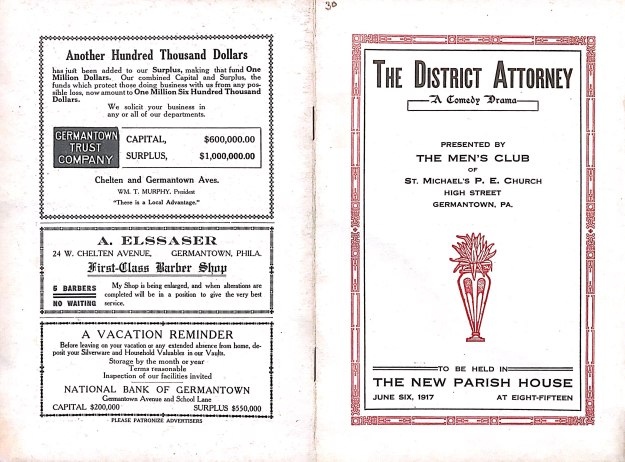 Another Hundred Thousand Dollars
has just been added to our Surplus, making that fund One
Million Dollars. Our combined Capital and Surplus, the
funds which protect those doing business with us from any pos-
sible loss, now amount to One Million Six Hundred Thousand
Dollars.
We solicit your business in
any or all of our departments.
GERMANTOWN
TRUST
COMPANY
CAPITAL, $600,000.00
SURPLUS, $1,000,000.00
Chelten and Germantown Aves.
WM. T. MURPHY, President
"There is a Local Advantage."
A. ELSSASER
24 W. CHELTEN AVENUE, GERMANTOWN, PHILA.
First-Class Barber Shop
6 BARBERS
NO WAITING
My Shop is being enlarged, and when alterations are
completed will be in a position to give the very best
service.
A VACATION REMINDER
Before leaving on your vacation or any extended absence from home, de-
posit your Silverware and Household Valuables in our Vaults.
Storage by the month or year
Terms reasonable
Inspection of our facilities invited
NATIONAL BANK OF GERMANTOWN
Germantown Avenue and School Lane
CAPITAL $200,000 SURPLUS $550,000
PLEASE PATRONIZE ADVERTISERS
30
THE DISTRICT ATTORNEY
A Comedy Drama
PRESENTED BY
THE MEN'S CLUB
OF
ST. MICHAEL'S P. E. CHURCH
HIGH STREET
GERMANTOWN, PA.
TO BE HELD IN
THE NEW PARISH HOUSE
JUNE SIX, 1917 AT EIGHT-FIFTEEN